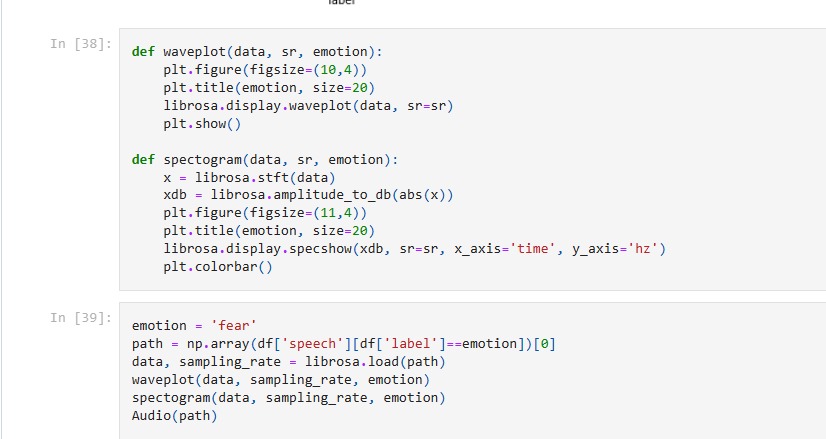 label
In [38]:
def waveplot(data, sr, emotion):
    plt.figure(figsize=(10,4))
    plt.title(emotion, size=20)
    librosa.display.waveplot(data, sr=sr)
    plt.show()
def spectogram(data, sr, emotion):
    x = librosa.stft(data)
    xdb = librosa.amplitude_to_db(abs(x))
    plt.figure(figsize=(11,4))
    plt.title(emotion, size=20)
    librosa.display.specshow(xdb, sr=sr, x_axis='time', y_axis='hz')
    plt.colorbar()
In [39]:
emotion = 'fear'
path = np.array(df['speech'][df['label']==emotion])[0]
data, sampling_rate = librosa.load(path)
waveplot(data, sampling_rate, emotion)
spectogram(data, sampling_rate, emotion)
Audio(path)